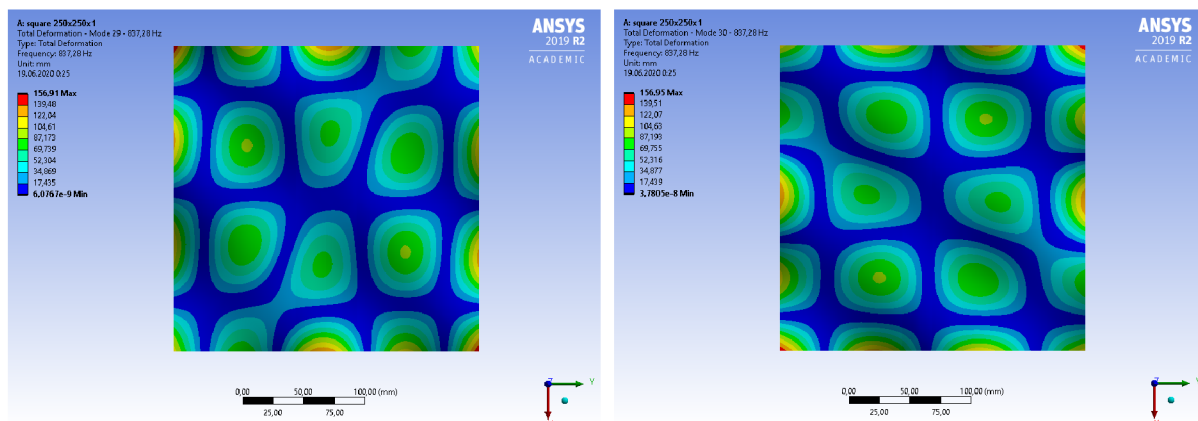 A: square 250x250x1
Total Deformation - Mode 29 - 837,28 Hz
Type: Total Deformation
Frequency: 837,28 Hz
Unit: mm
19.06.2020 0:25
156,91 Max
139,48
122,04
104,61
87,173
69,739
52,304
34,869
17,435
6,0767e-9 Min
ANSYS
2019 R2
ACADEMIC
0,00
50,00
100,00 (mm)
25,00
75,00
Z
Y
A: square 250x250x1
Total Deformation - Mode 30 - 837,28 Hz
Type: Total Deformation
Frequency: 837,28 Hz
Unit: mm
19.06.2020 0:25
156,95 Max
139,51
122,07
104,63
87,193
69,755
52,316
34,877
17,439
3,7805e-8 Min
ANSYS
2019 R2
ACADEMIC
0,00
50,00
100,00 (mm)
25,00
75,00
Z
Y